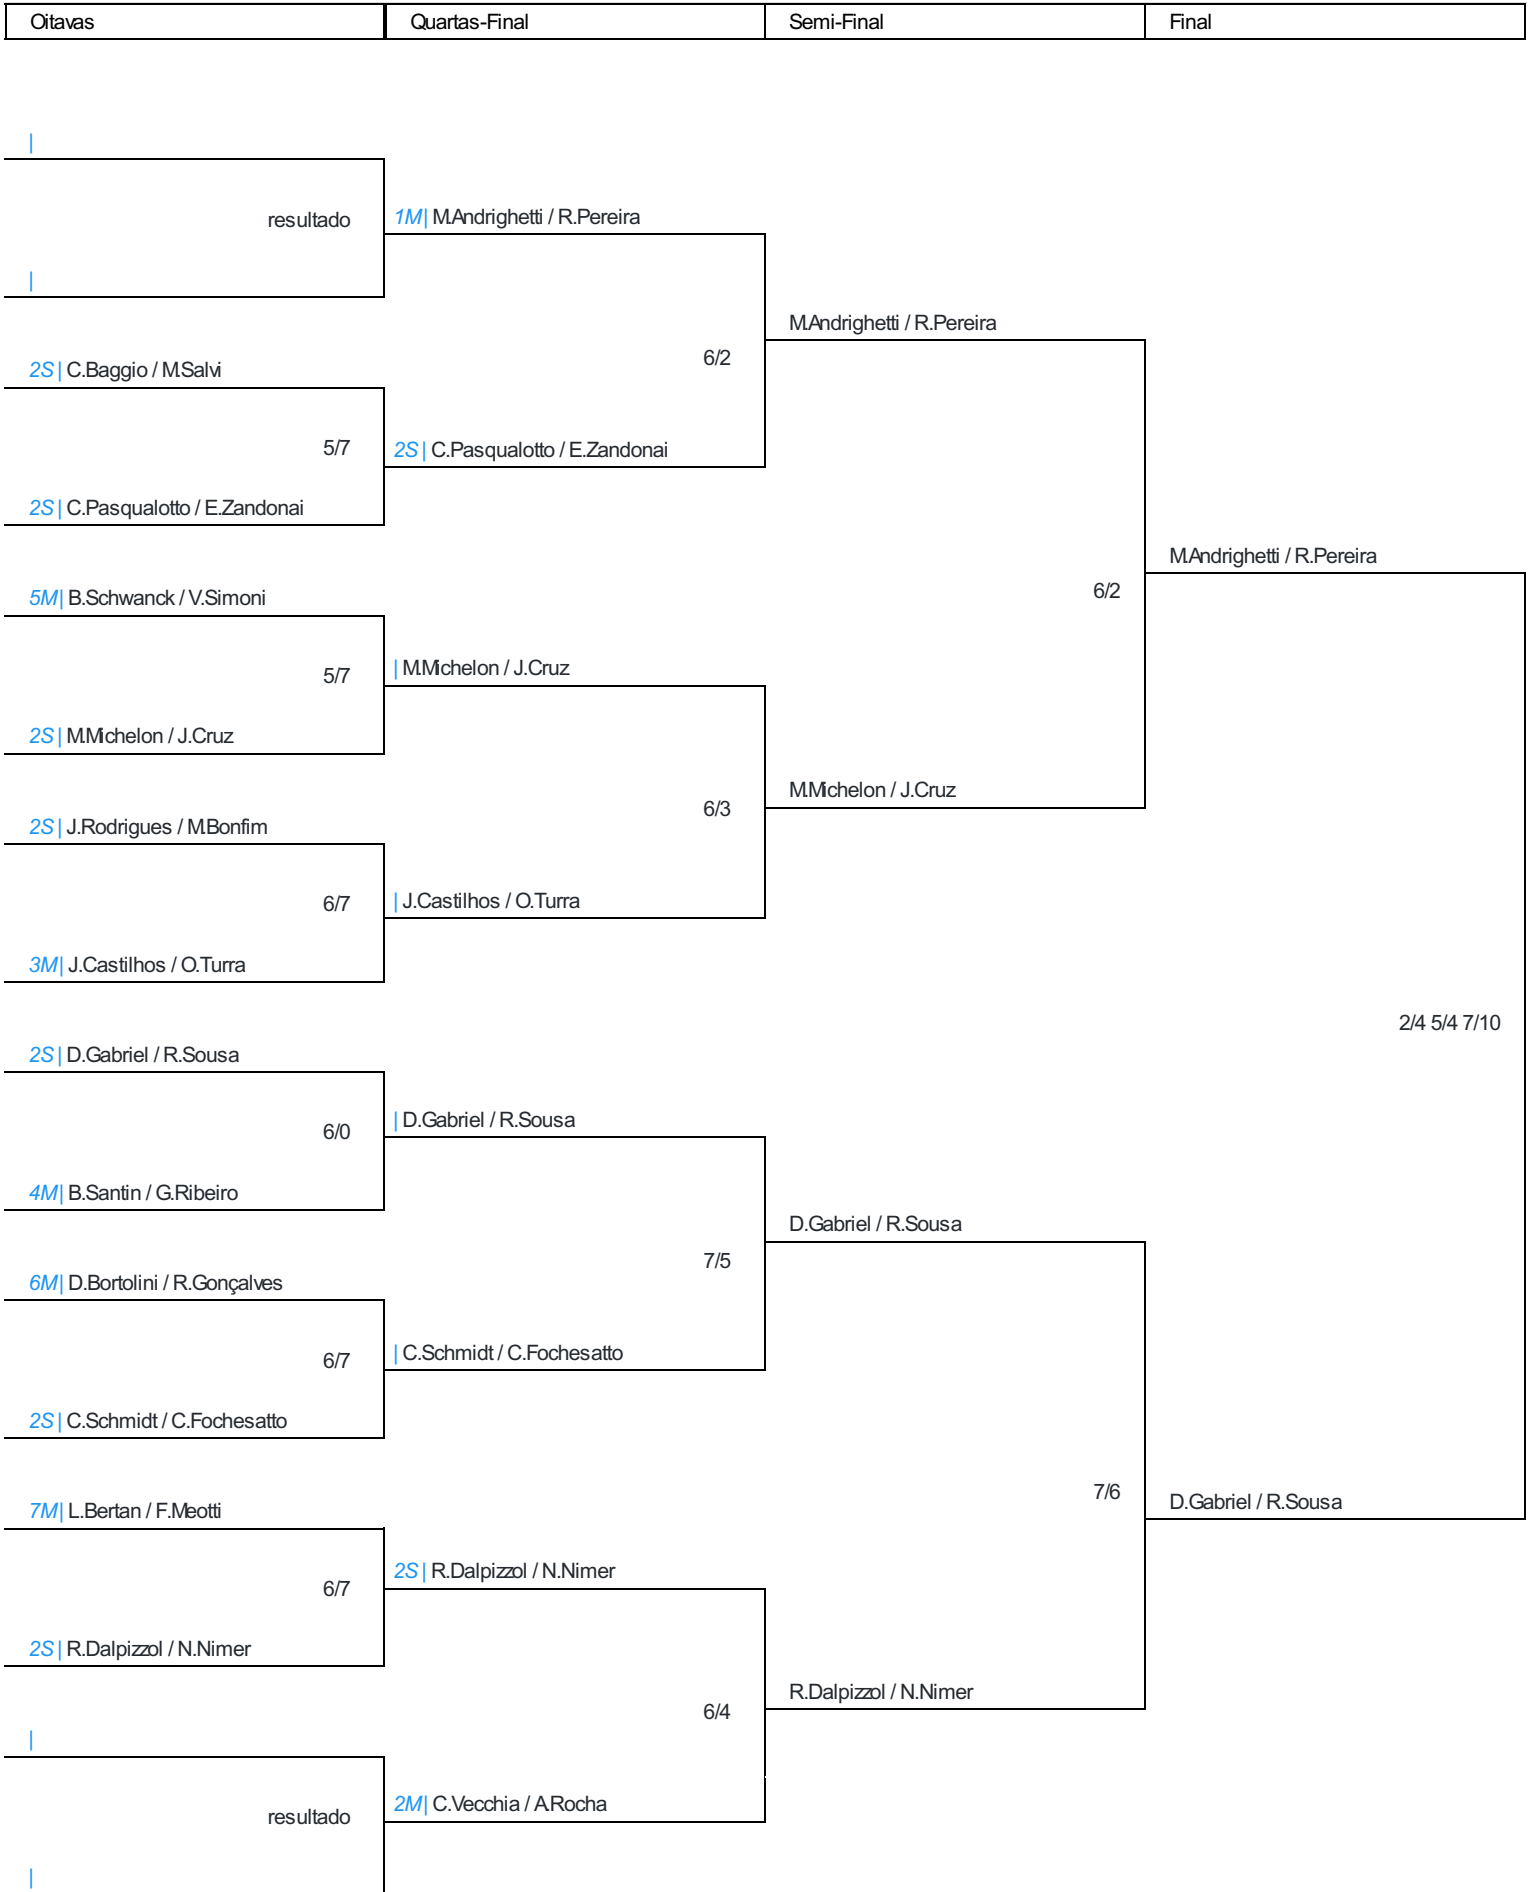 Oitavas Quartas-Final Semi-Final Final
|
resultado
1M| M.Andrighetti / R.Pereira
|
M.Andrighetti / R.Pereira
6/2
2S| C.Baggio / M.Salvi
5/7
2S| C.Pasqualotto / E.Zandonai
2S| C.Pasqualotto / E.Zandonai
M.Andrighetti / R.Pereira
6/2
5M| B.Schwanck / V.Simoni
5/7
| M.Michelon / J.Cruz
2S| M.Michelon / J.Cruz
M.Michelon / J.Cruz
6/3
2S| J.Rodrigues / M.Bonfim
6/7
| J.Castilhos / O.Turra
3M| J.Castilhos / O.Turra
2/4 5/4 7/10
2S| D.Gabriel / R.Sousa
6/0
| D.Gabriel / R.Sousa
4M| B.Santin / G.Ribeiro
D.Gabriel / R.Sousa
7/5
6M| D.Bortolini / R.Gonçalves
6/7
| C.Schmidt / C.Fochesatto
2S| C.Schmidt / C.Fochesatto
7/6
D.Gabriel / R.Sousa
7M| L.Bertan / F.Meotti
6/7
2S| R.Dalpizzol / N.Nimer
2S| R.Dalpizzol / N.Nimer
R.Dalpizzol / N.Nimer
6/4
|
resultado
2M| C.Vecchia / A.Rocha
|